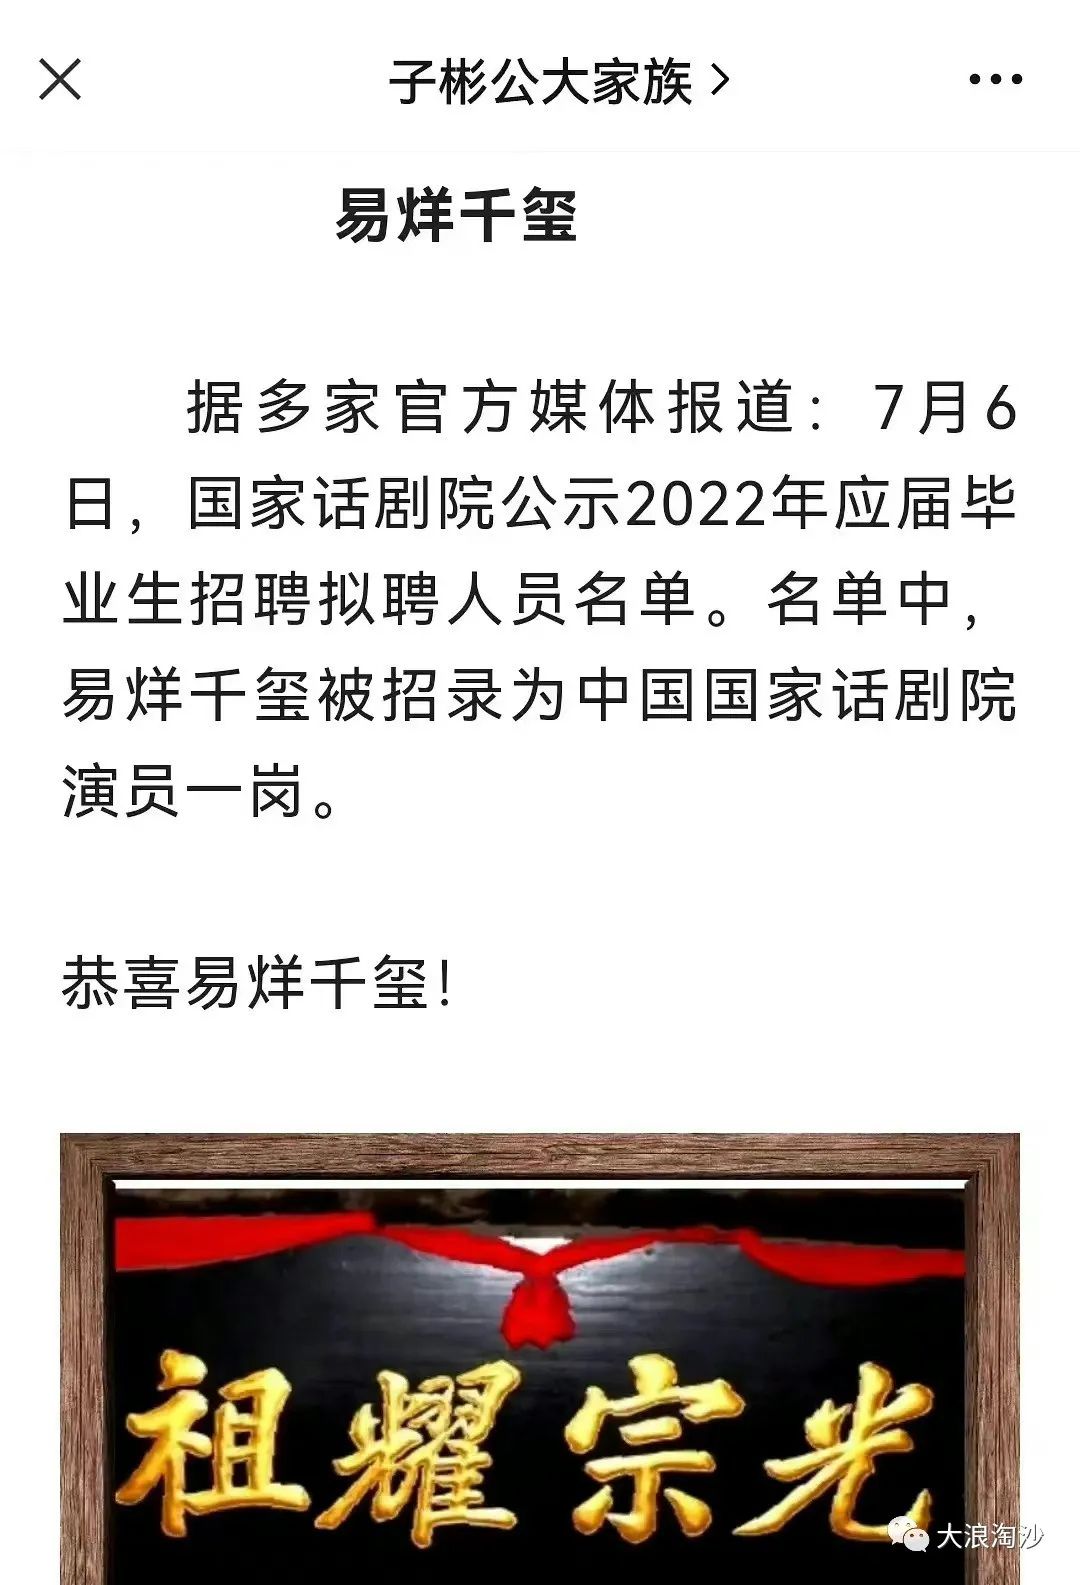 子彬公大家族
易烊千玺
据多家官方媒体报道：7月6
日，国家话剧院公示2022年应届毕
业生招聘拟聘人员名单。名单中，
易烊千玺被招录为中国国家话剧院
演员一岗。
恭喜易烊千玺！
祖耀宗光
大浪淘沙